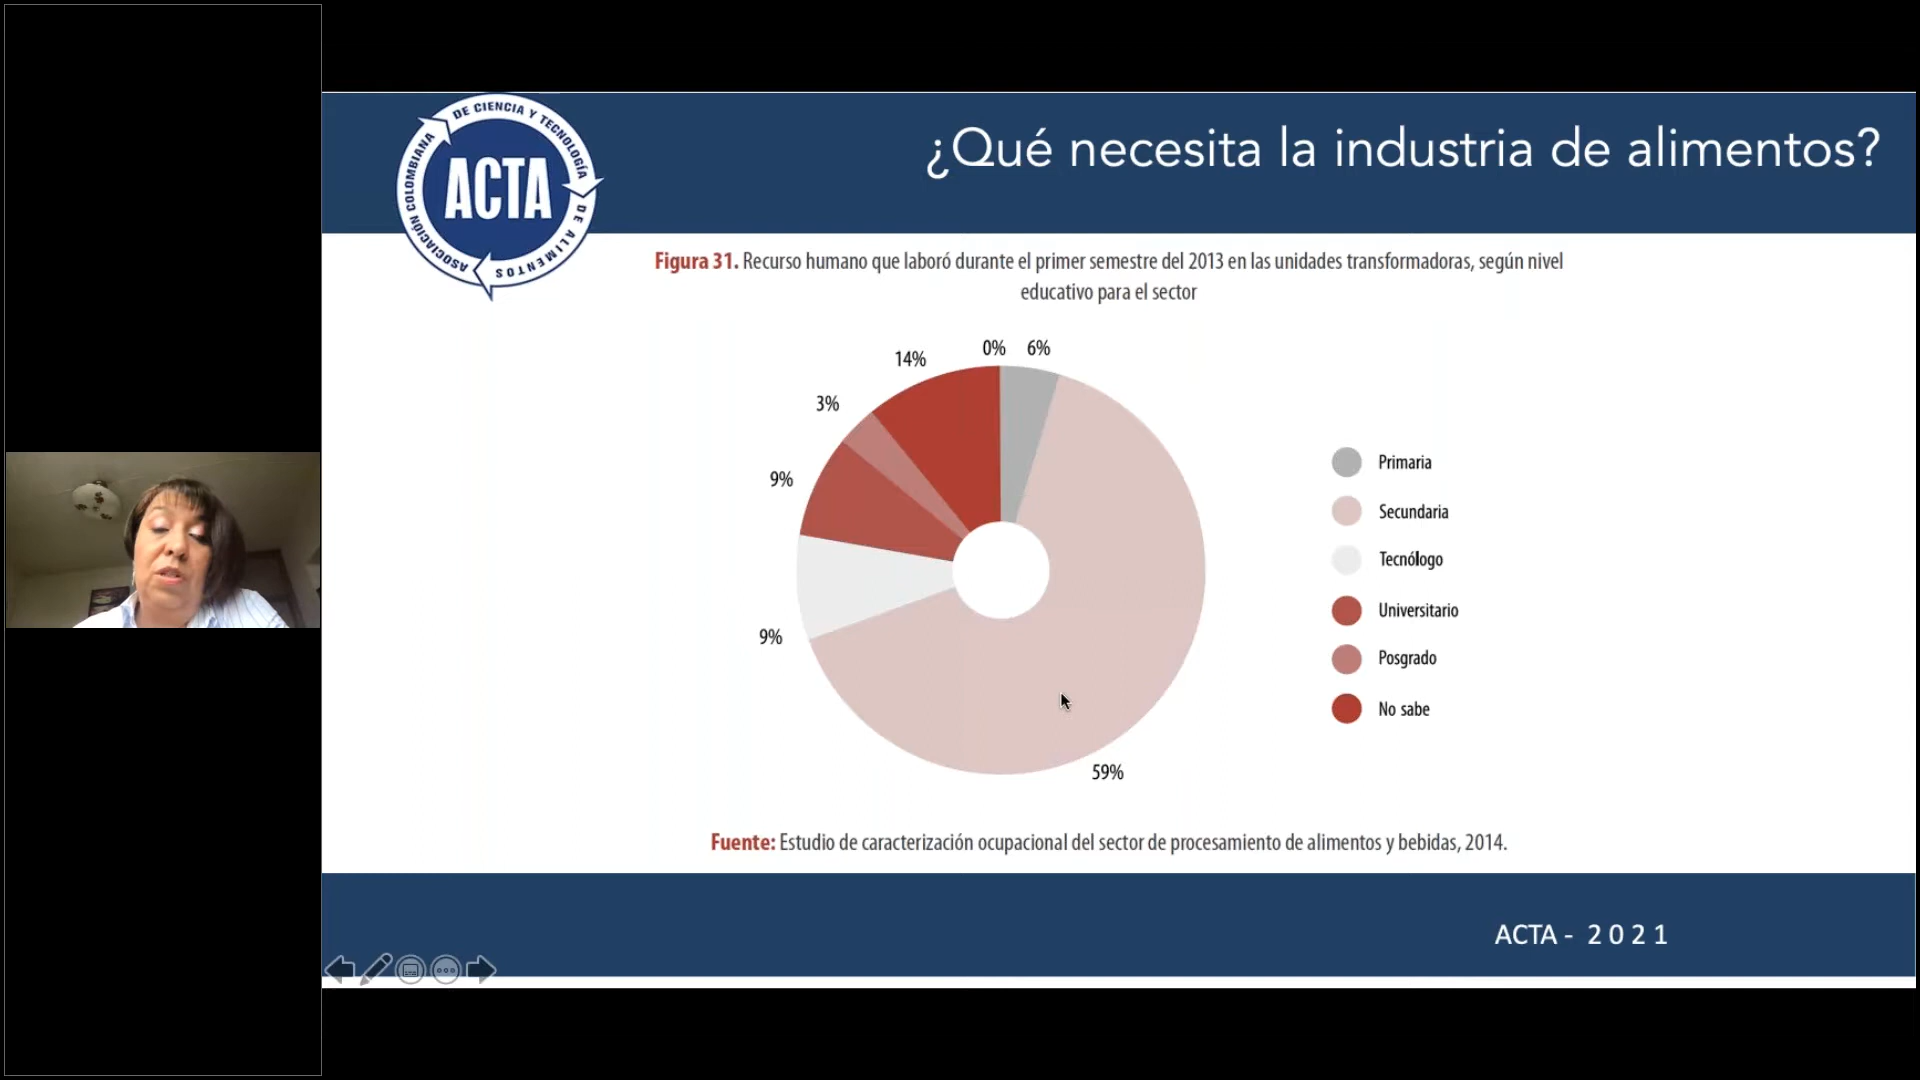 ASOCIACIÓN COLOMBIANA DE CIENCIA Y TECNOLOGÍA DE ALIMENTOS
ACTA
¿Qué necesita la industria de alimentos?
Figura 31. Recurso humano que laboró durante el primer semestre del 2013 en las unidades transformadoras, según nivel
educativo para el sector
0%
6%
14%
3%
9%
9%
59%
Primaria
Secundaria
Tecnólogo
Universitario
Posgrado
No sabe
Fuente: Estudio de caracterización ocupacional del sector de procesamiento de alimentos y bebidas, 2014.
ACTA - 2021